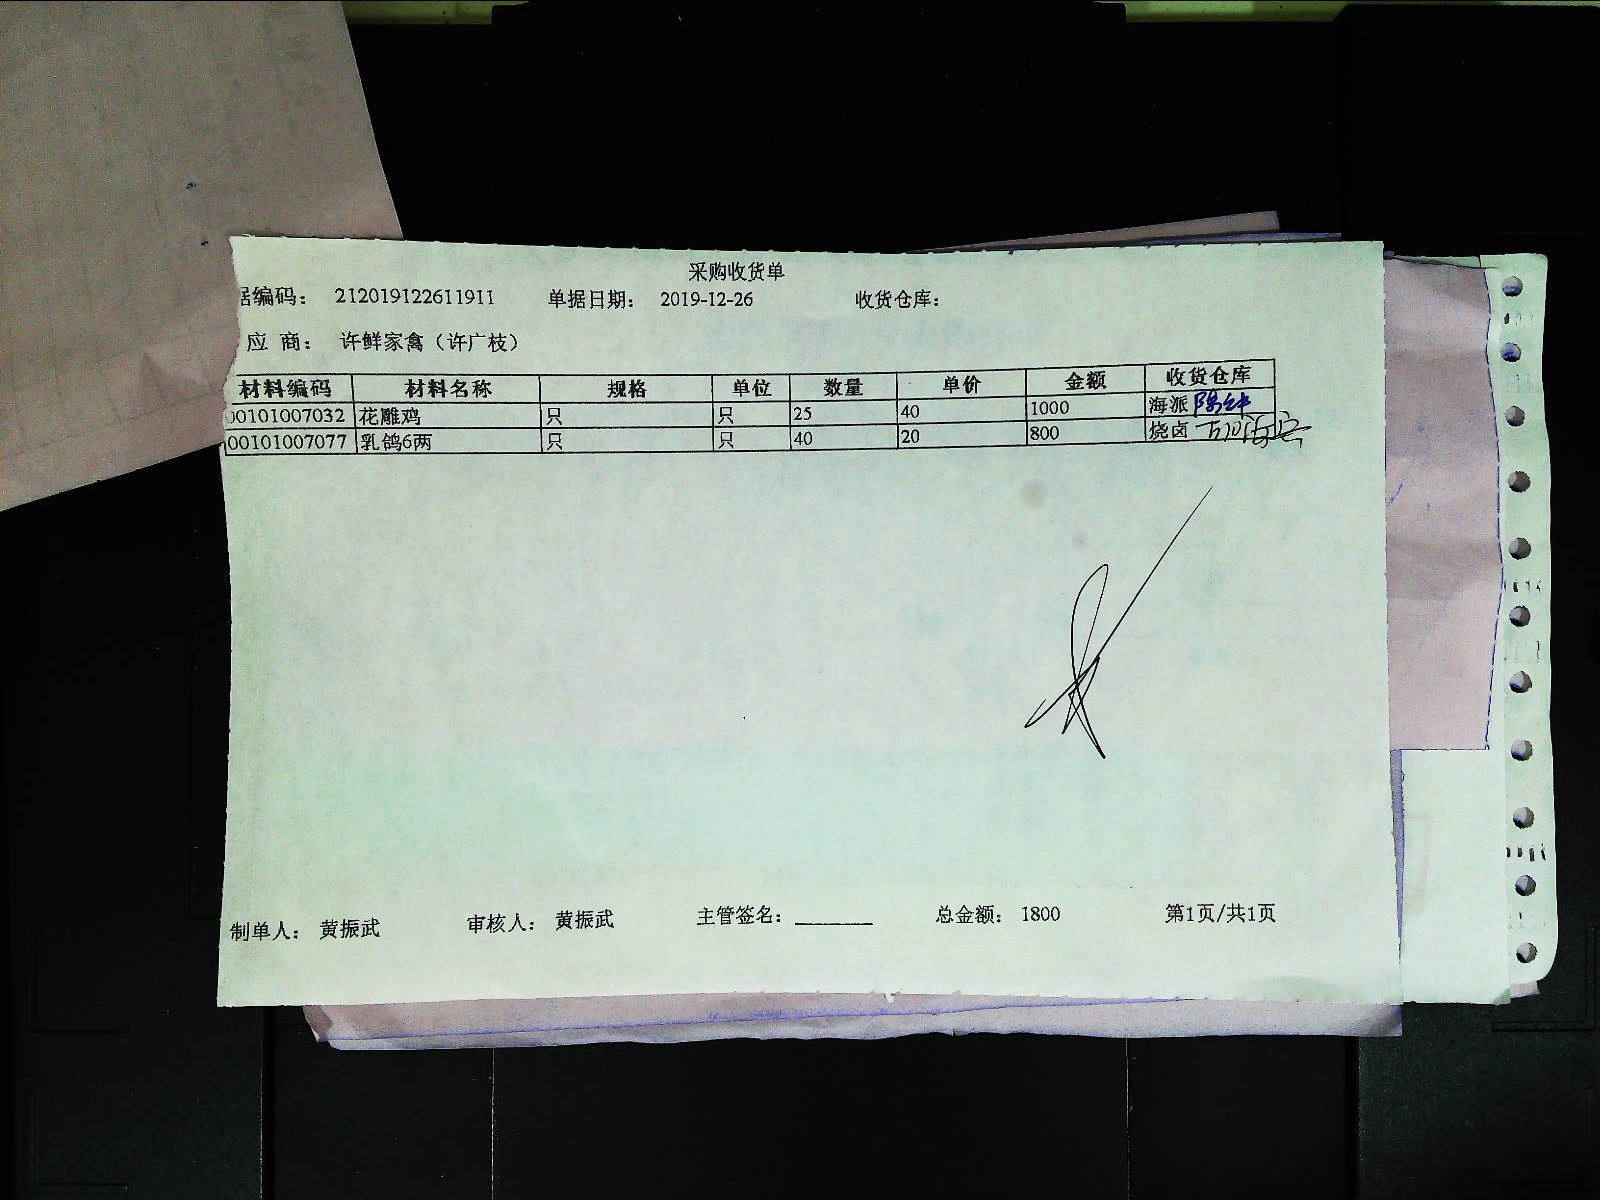 采购收货单
据编码： 212019122611911 单据日期： 2019-12-26 收货仓库：
应 商： 许鲜家禽（许广枝）
材料编码 材料名称 规格 单位 数量 单价 金额 收货仓库
00101007032 花雕鸡 只 只 25 40 1000 海派
00101007077 乳鸽6两 只 只 40 20 800 烧卤
制单人： 黄振武 审核人： 黄振武 主管签名： 总金额： 1800 第1页/共1页